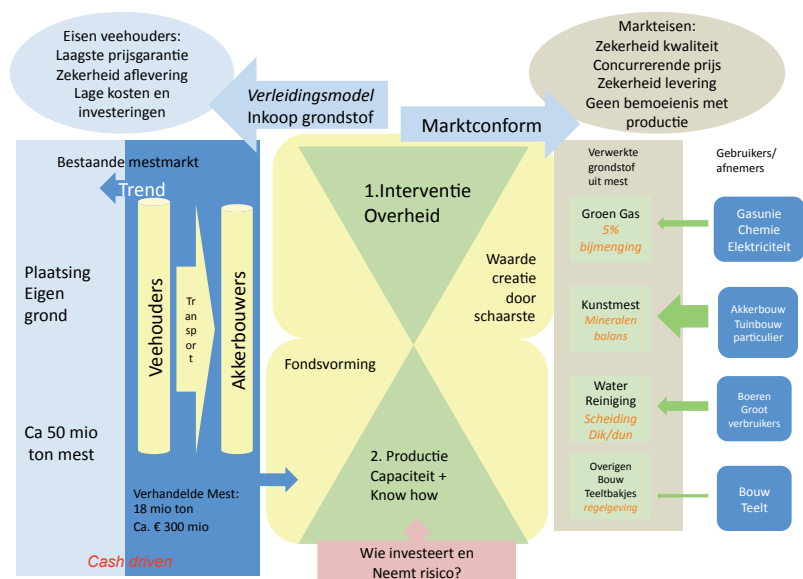 Eisen veehouders:
Laagste prijsgarantie
Zekerheid aflevering
Lage kosten en
investeringen
Verleidingsmodel
Inkoop grondstof
Marktconform
Markteisen:
Zekerheid kwaliteit
Concurrerende prijs
Zekerheid levering
Geen bemoeienis met
productie
Bestaande mestmarkt
Trend
Plaatsing
Eigen
grond
Ca 50 mio
ton mest
Veehouders
Tr
an
sp
or
t
Akkerbouwers
Verhandelde Mest:
18 mio ton
Ca. € 300 mio
Cash driven
1.Interventie
Overheid
Waarde
creatie
door
schaarste
Fondsvorming
2. Productie
Capaciteit +
Know how
Wie investeert en
Neemt risico?
Verwerkte
grondstof
uit mest
Gebruikers/
afnemers
Groen Gas
5%
bijmenging
Gasunie
Chemie
Elektriciteit
Kunstmest
Mineralen
balans
Akkerbouw
Tuinbouw
particulier
Water
Reiniging
Scheiding
Dik/dun
Boeren
Groot
verbruikers
Overigen
Bouw
Teeltbakjes
regelgeving
Bouw
Teelt